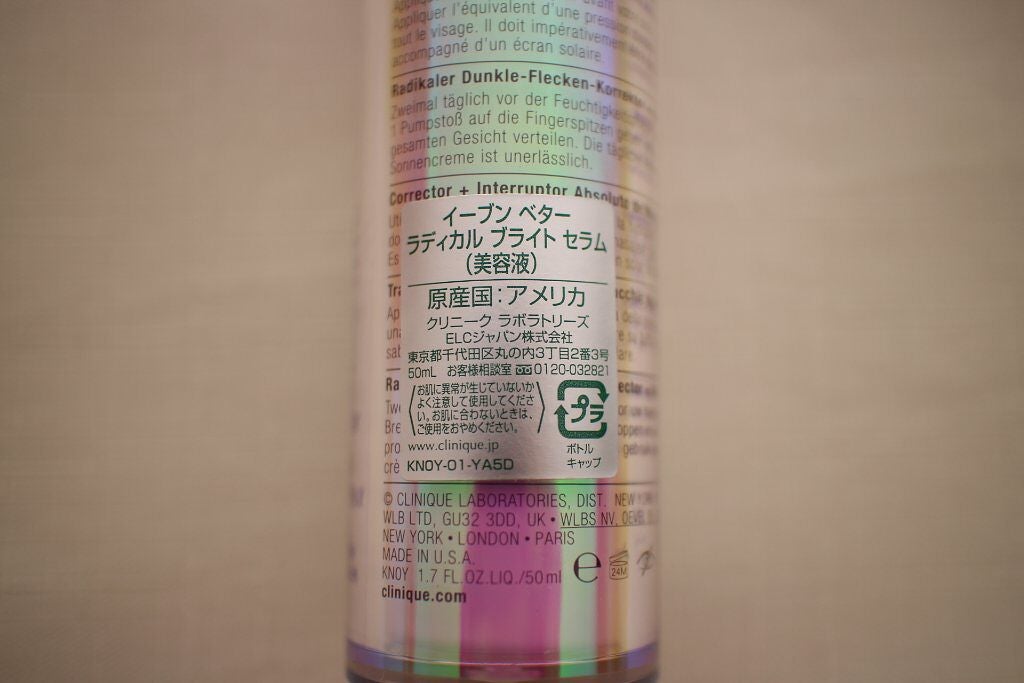 Appliquer l'équivalent d'une pression
tout le visage. Il doit impérativement
accompagné d'un écran solaire.
Radikaler Dunkle-Flecken-Korrektor
Zweimal täglich vor der
1 Pumpstoß auf die Fingerspitzen
gesamten Gesicht verteilen. Die
Sonnencreme ist unerlässlich.
Corrector + Interruptor Absoluto
イーブン ベター
ラディカル ブライト セラム
(美容液)
原産国:アメリカ
クリニーク ラボラトリーズ
ELCジャパン株式会社
東京都千代田区丸の内3丁目2番3号
50mL お客様相談室 0120-032821
お肌に異常が生じていないか
よく注意して使用してくださ
い。お肌に合わないときは、
ご使用をおやめください。
プラ
www.clinique.jp
ボトル
KN0Y-01-YA5D
キャップ
© CLINIQUE LABORATORIES, DIST. NEW YORK
WLB LTD, GU32 3DD, UK • WLBS NV, OEVEL
NEW YORK • LONDON • PARIS
MADE IN U.S.A.
KN0Y 1.7 FL.OZ.LIQ./50ml e 24M
clinique.com